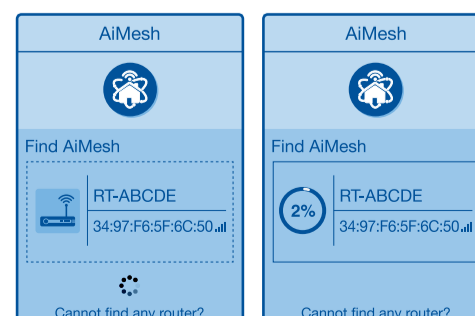 AiMesh
Find AiMesh
RT-ABCDE
34:97:F6:5F:6C:50
Cannot find any router?
AiMesh
Find AiMesh
2%
RT-ABCDE
34:97:F6:5F:6C:50
Cannot find any router?